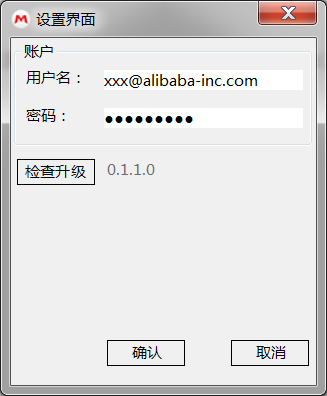 设置界面
账户
用户名： xxx@alibaba-inc.com
密码： ●●●●●●●●●
检查升级 0.1.1.0
确认 取消